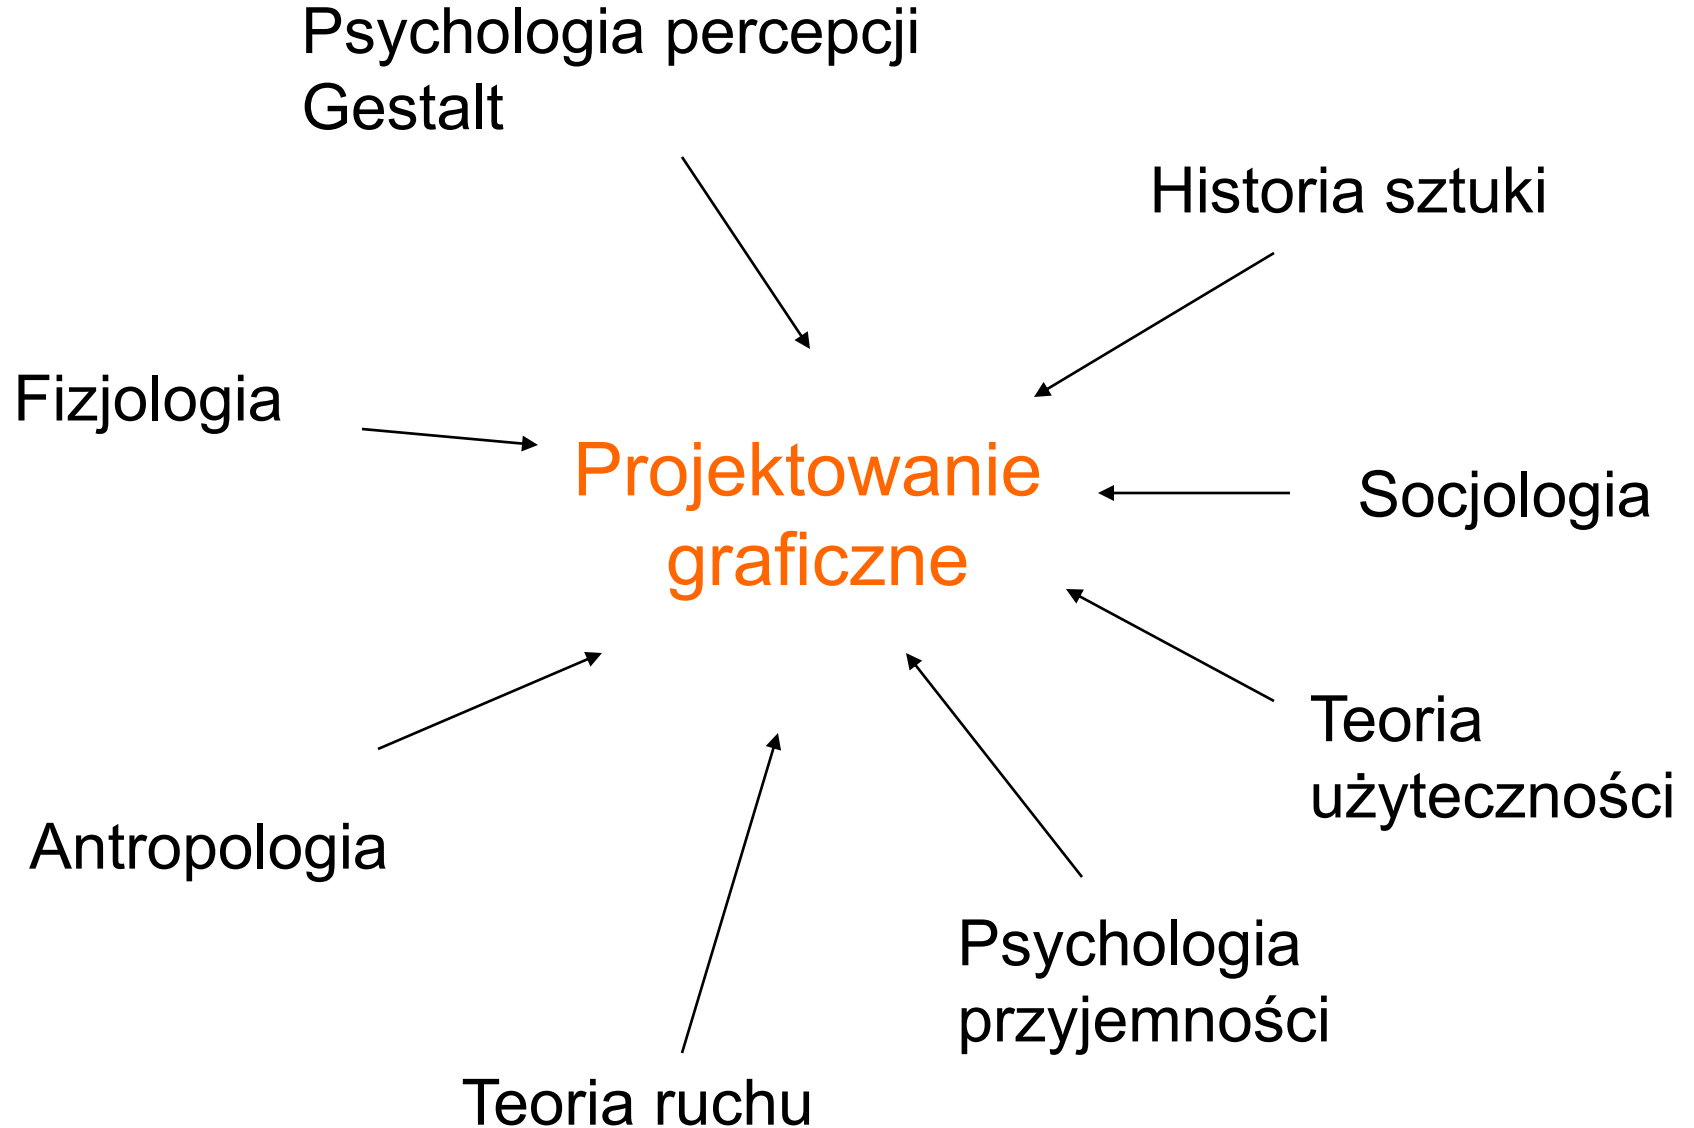 Psychologia percepcji
Gestalt
Historia sztuki
Fizjologia
Projektowanie
graficzne
Socjologia
Teoria
użyteczności
Antropologia
Psychologia
przyjemności
Teoria ruchu